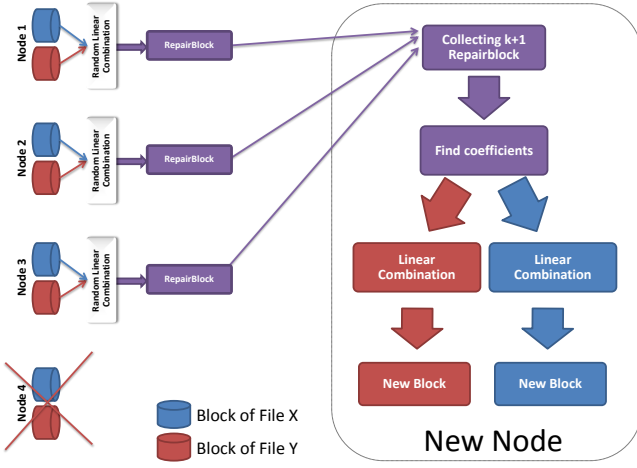 Node 1
Random Linear
Combination
RepairBlock
Node 2
Random Linear
Combination
RepairBlock
Node 3
Random Linear
Combination
RepairBlock
Node 4
Block of File X
Block of File Y
Collecting k+1
Repairblock
Find coefficients
Linear
Combination
Linear
Combination
New Block
New Block
New Node